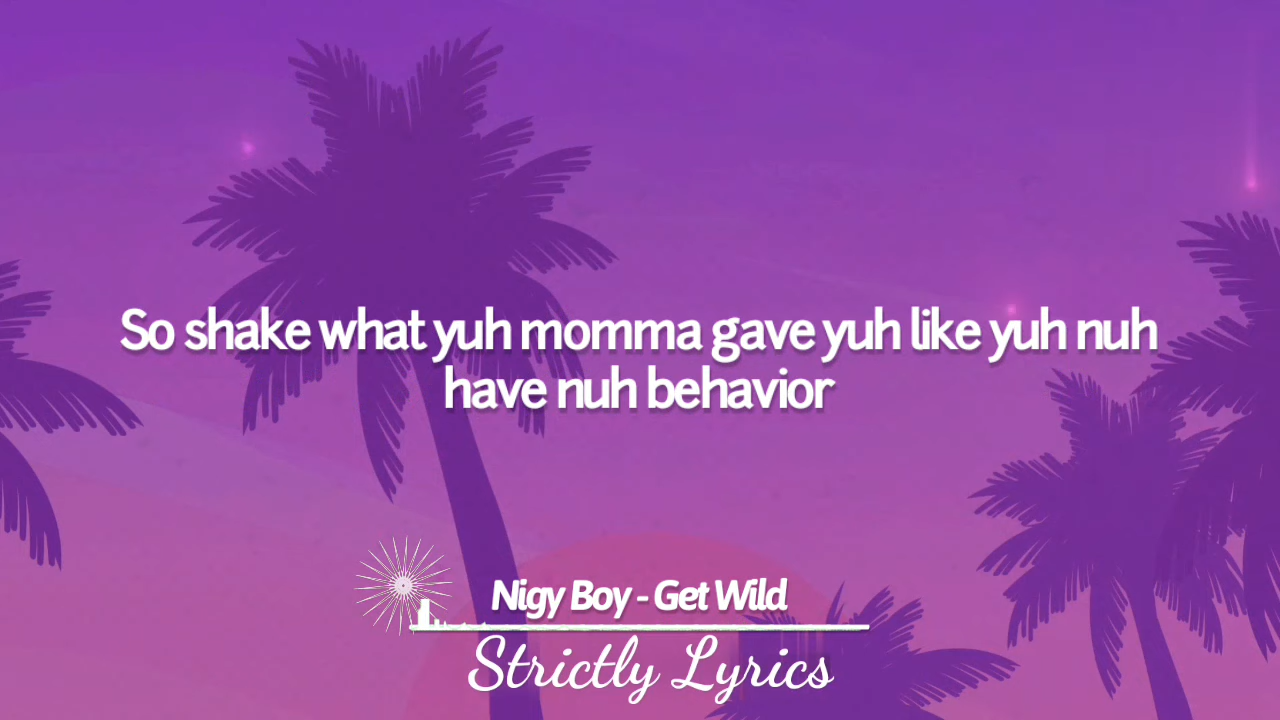 So shake what yuh momma gave yuh like yuh nuh
have nuh behavior
Nigy Boy - Get Wild
Strictly Lyrics